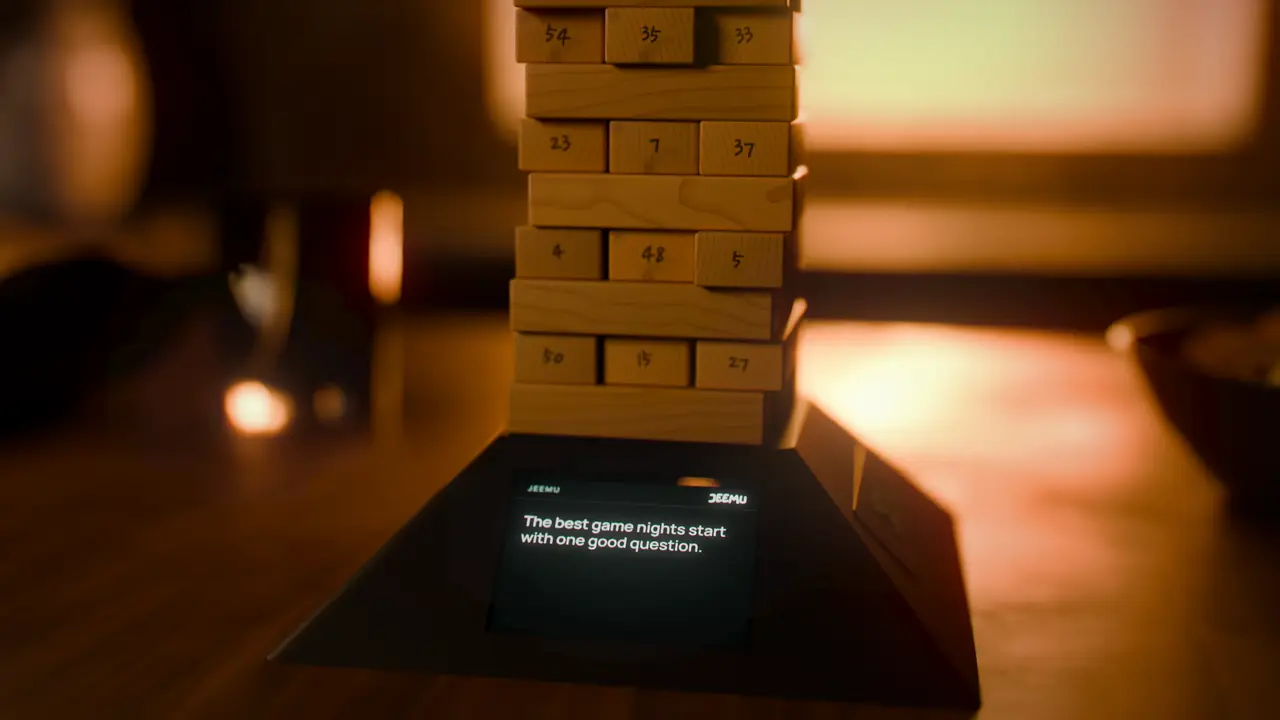 54 35 33
23 7 37
4 48 5
50 15 27
JEEMU JEEMU
The best game nights start
with one good question.